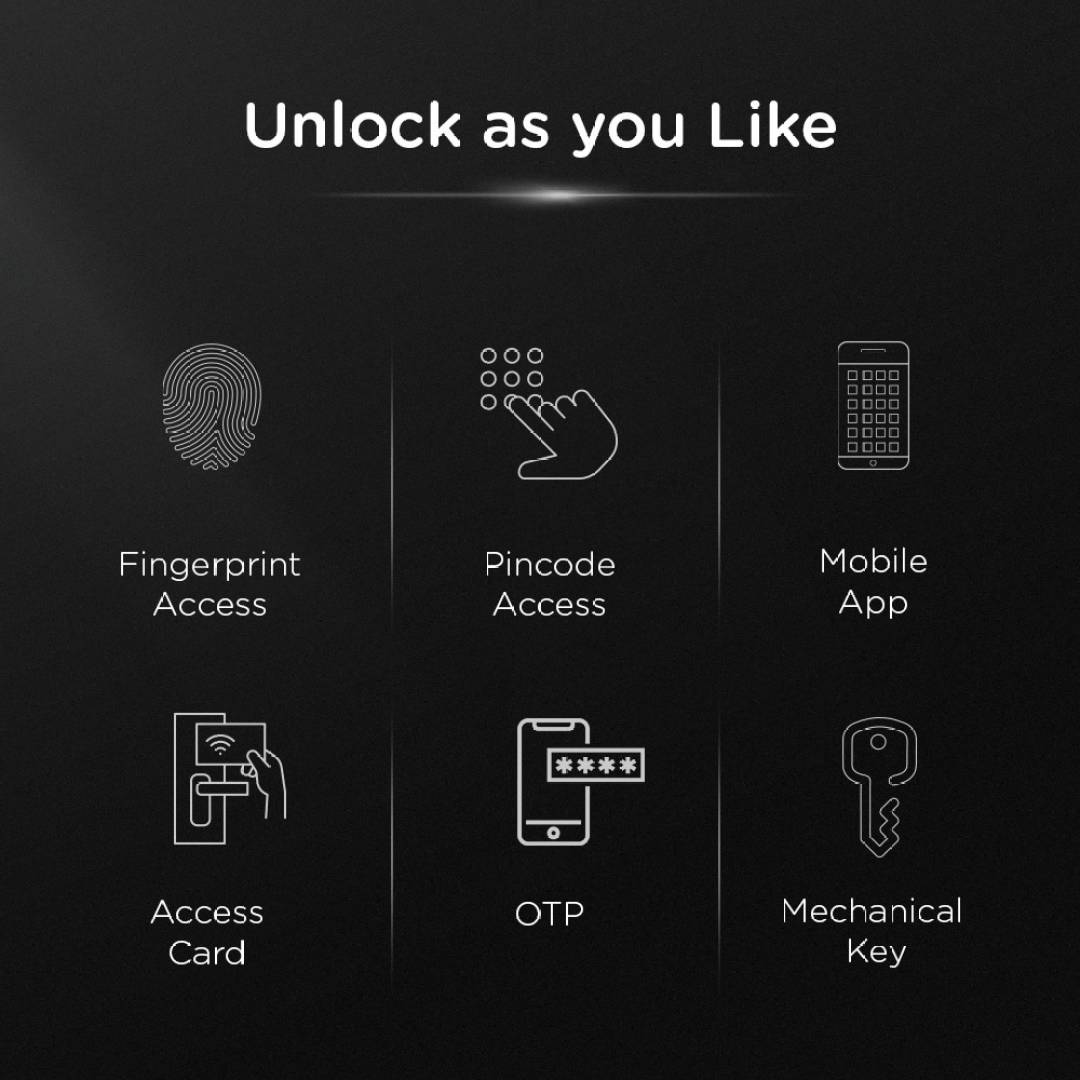 Unlock as you Like
Fingerprint
Access
Pincode
Access
Mobile
App
Access
Card
OTP
Mechanical
Key